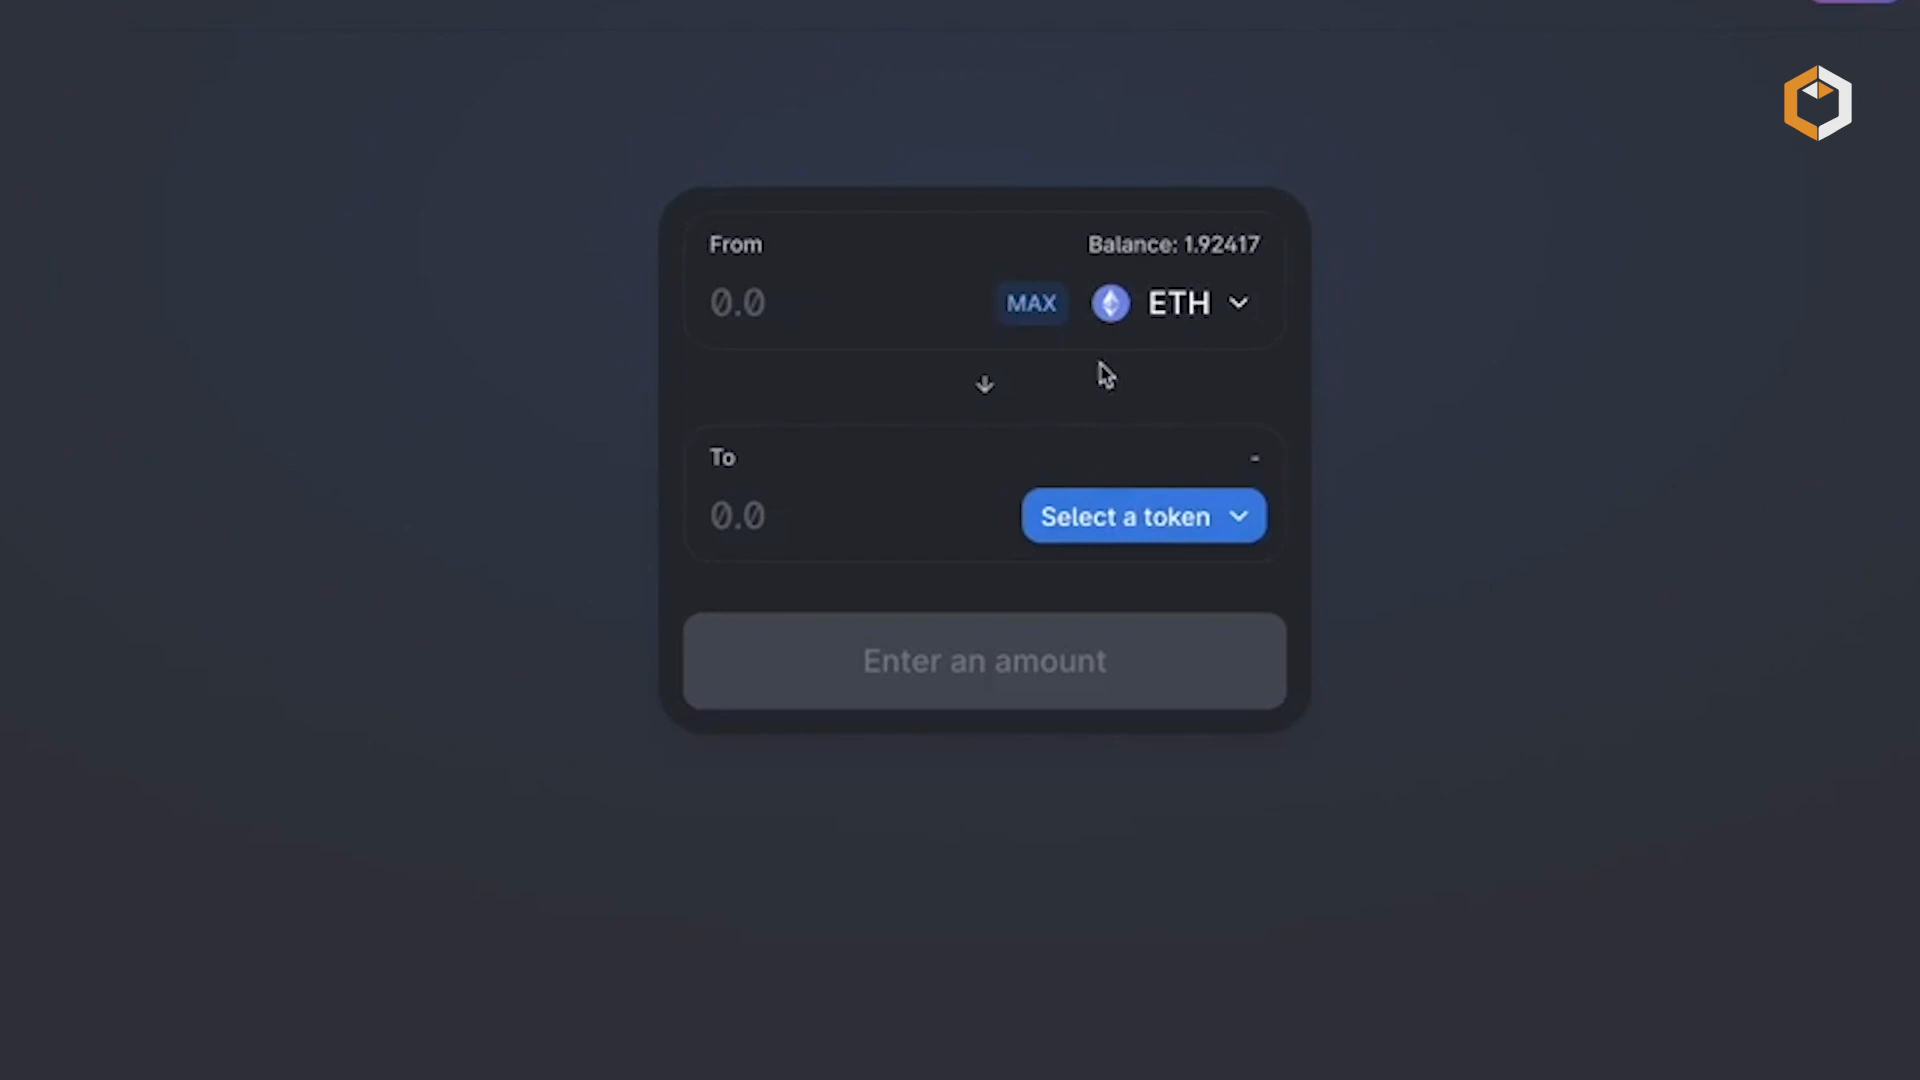 From
Balance: 1.92417
0.0
MAX
ETH
To
-
0.0
Select a token
Enter an amount